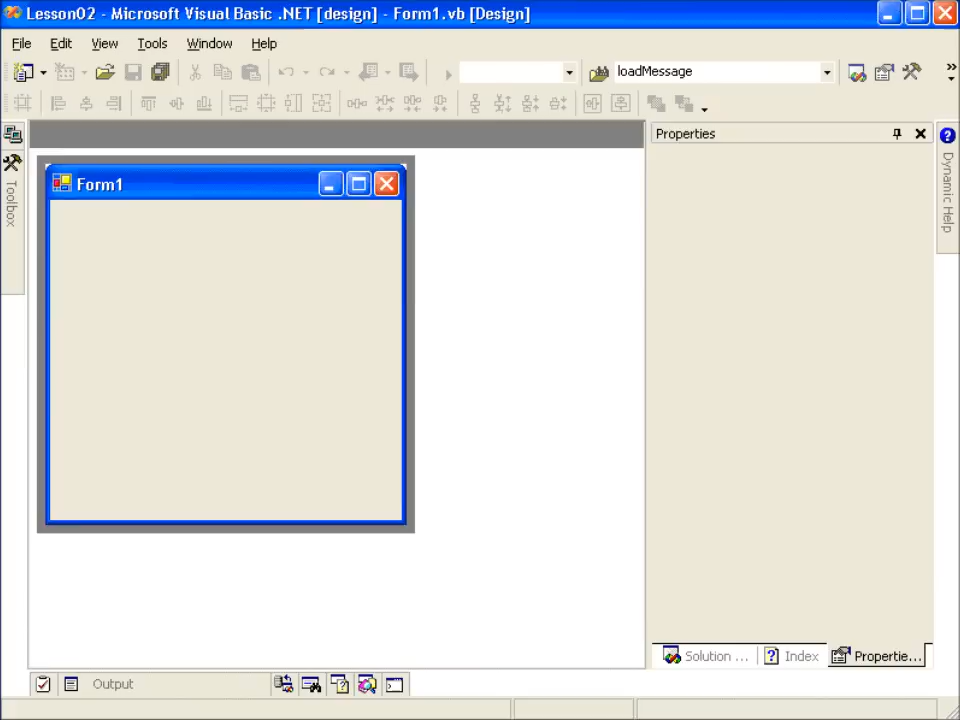 Lesson02 - Microsoft Visual Basic .NET [design] - Form1.vb [Design]
File Edit View Tools Window Help
loadMessage
Properties
Form1
Toolbox
Dynamic Help
Solution ... Index Propertie...
Output